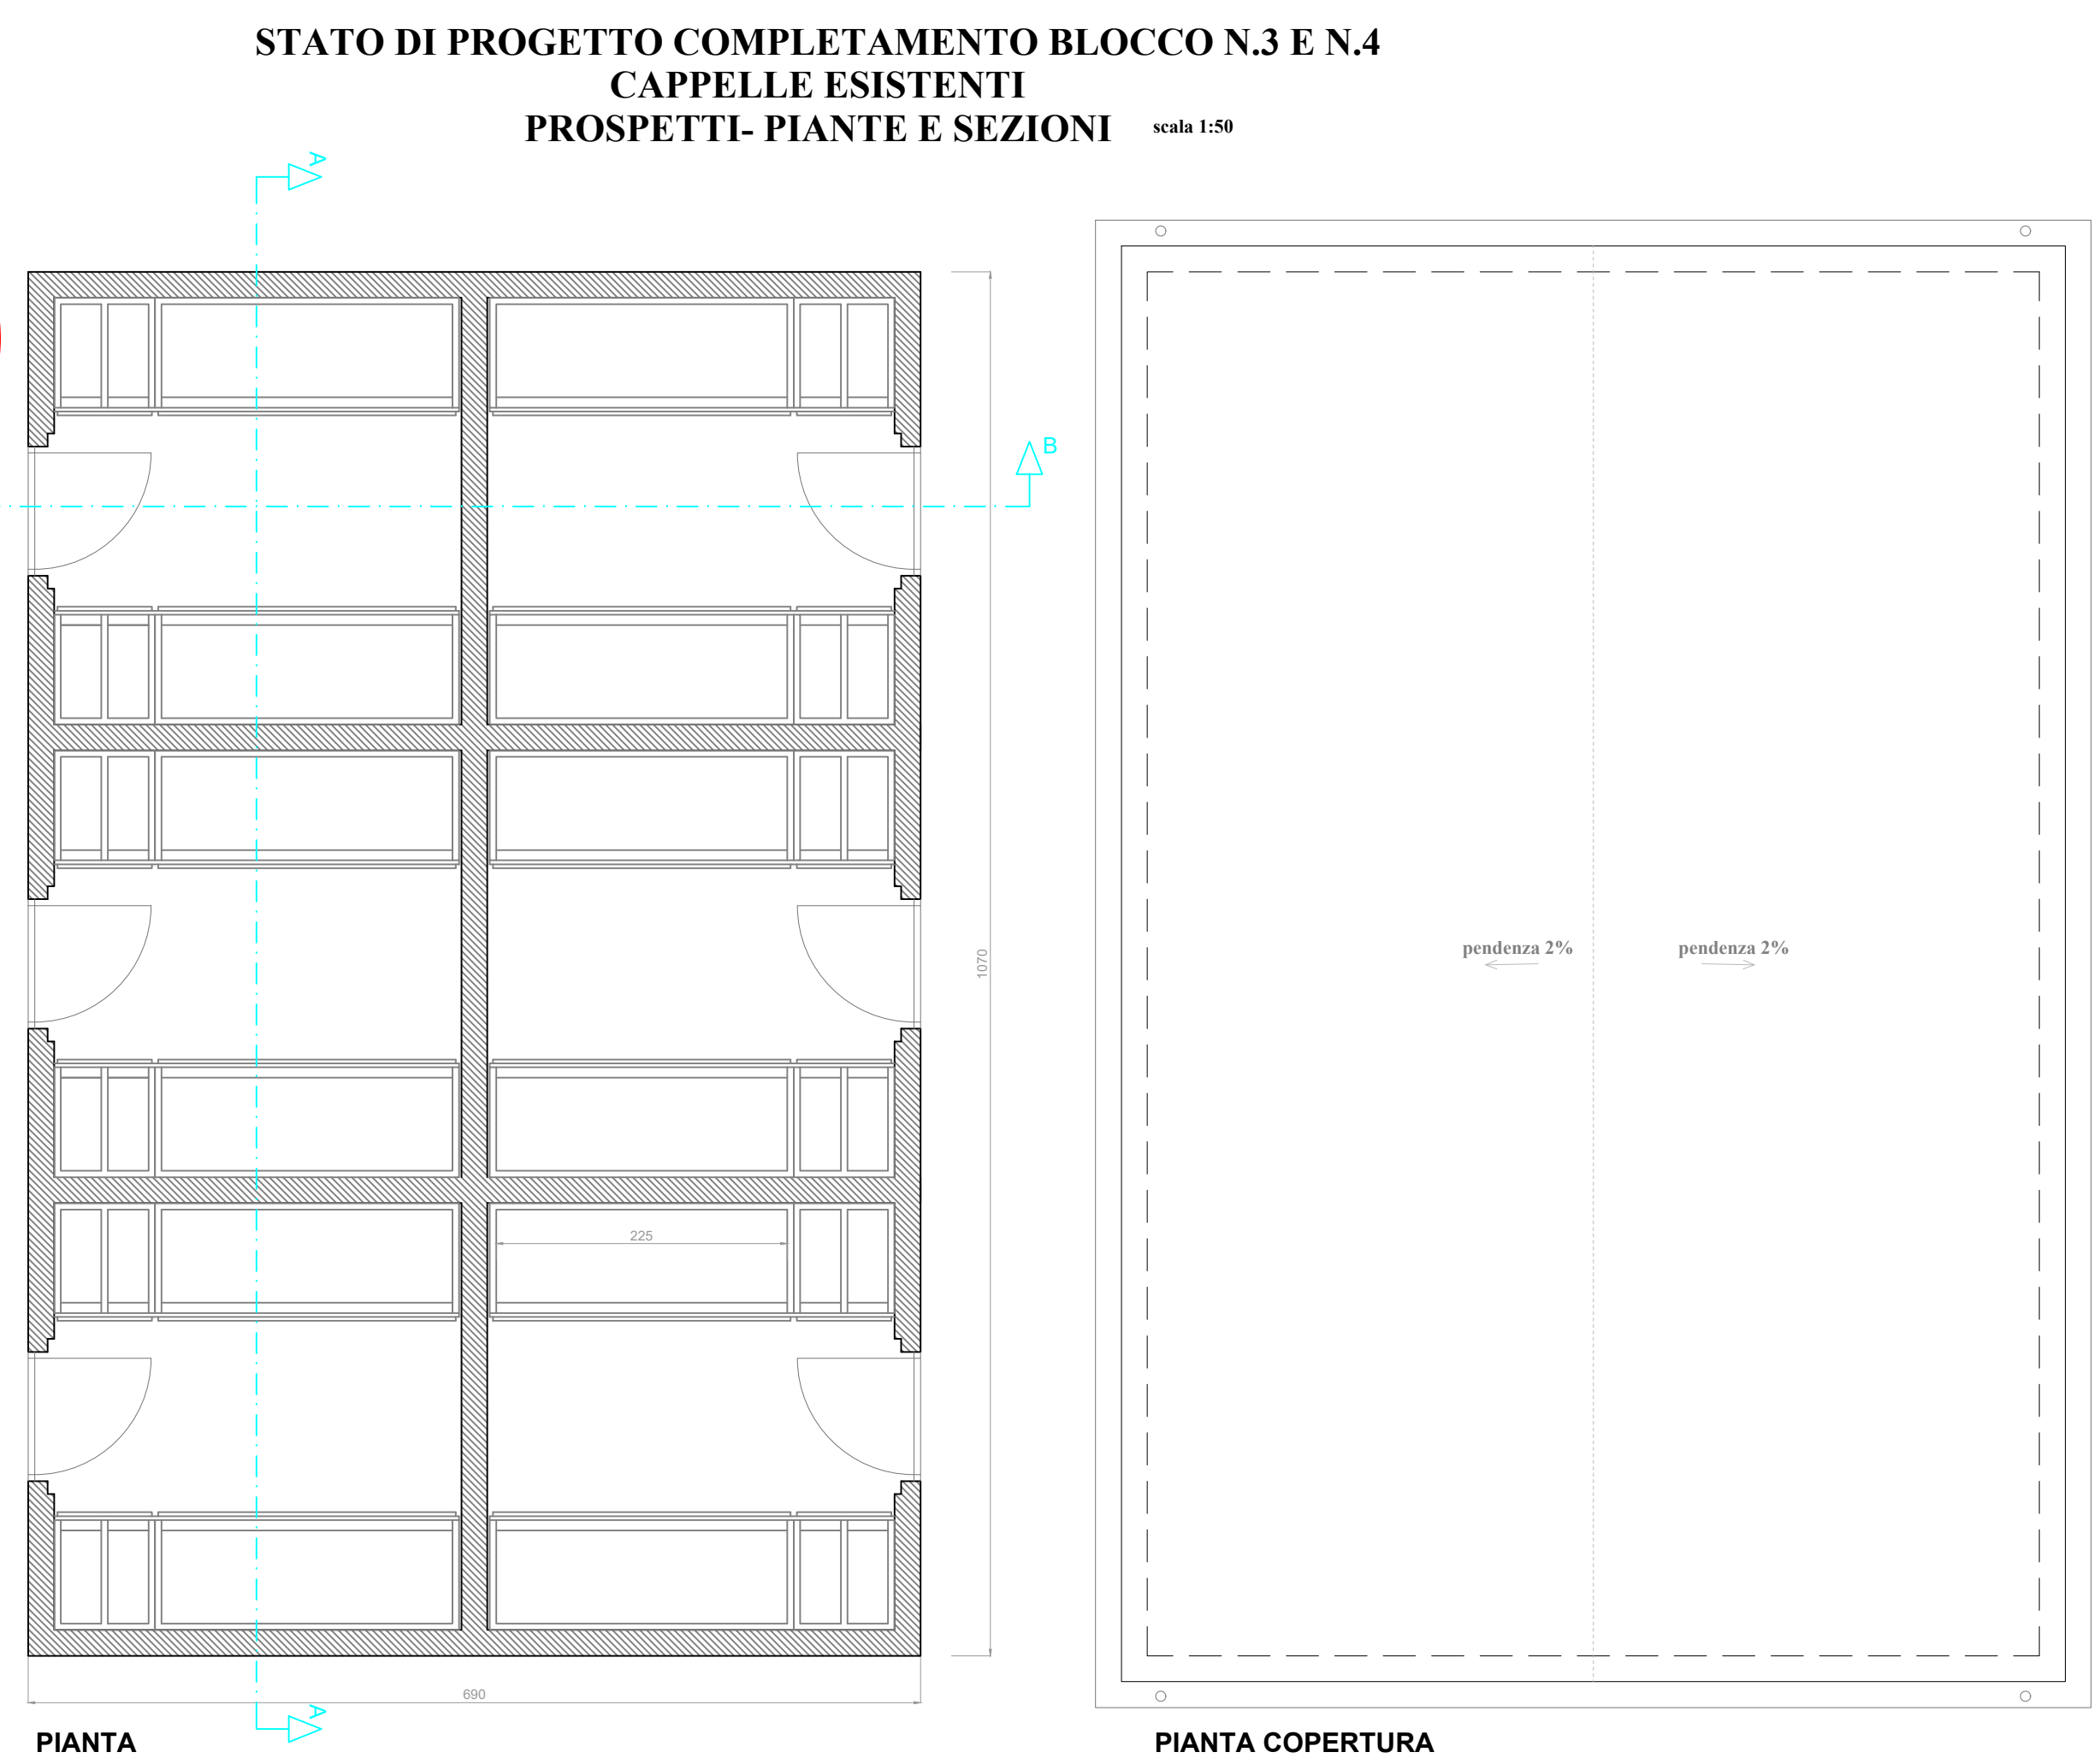 STATO DI PROGETTO COMPLETAMENTO BLOCCO N.3 E N.4
CAPPELLE ESISTENTI
PROSPETTI- PIANTE E SEZIONI scala 1:50
A
B
pendenza 2% pendenza 2%
1070
225
690
A
PIANTA
PIANTA COPERTURA